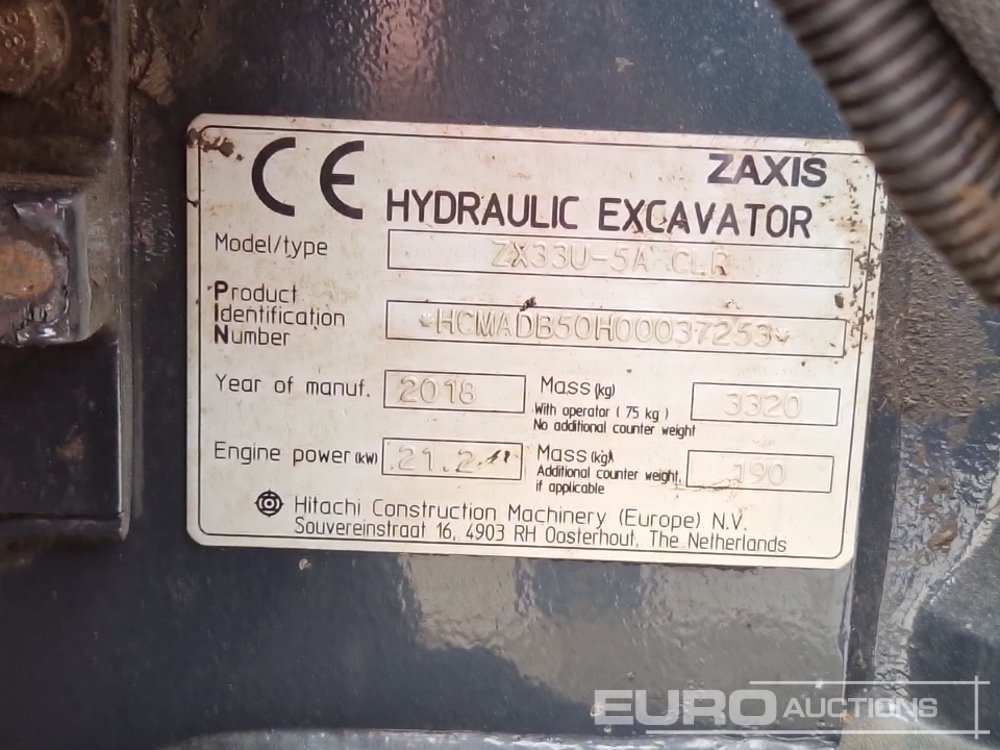 CE
ZAXIS
HYDRAULIC EXCAVATOR
Model/type ZX33U-5A CLR
Product Identification Number *HCMADB50H00037253*
Year of manuf. 2018
Mass (kg) With operator ( 75 kg ) No additional counter weight 3320
Engine power (kW) 21.2
Mass (kg) Additional counter weight, if applicable 190
Hitachi Construction Machinery (Europe) N.V.
Souvereinstraat 16, 4903 RH Oosterhout, The Netherlands
EURO AUCTIONS